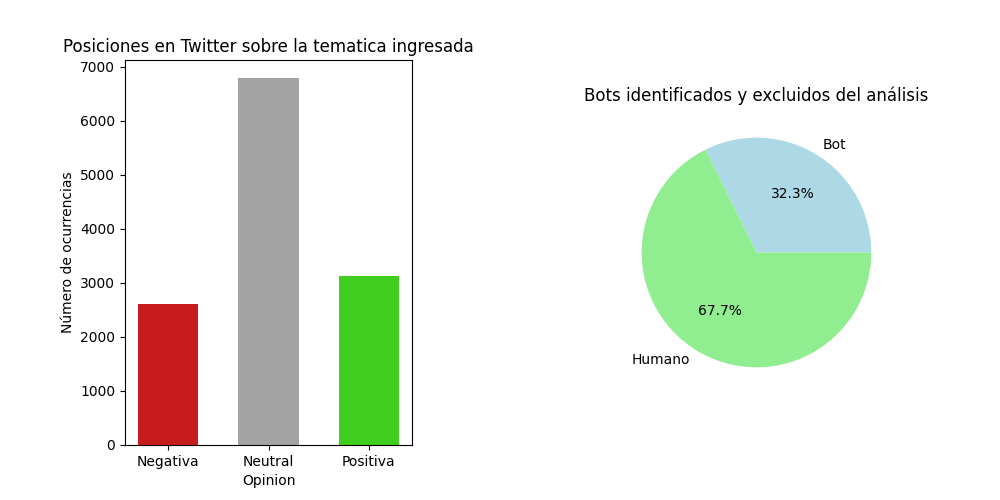 Posiciones en Twitter sobre la tematica ingresada
7000
6000
5000
4000
3000
2000
1000
0
Número de ocurrencias
Negativa
Neutral
Positiva
Opinion
Bots identificados y excluidos del análisis
Bot
32.3%
67.7%
Humano